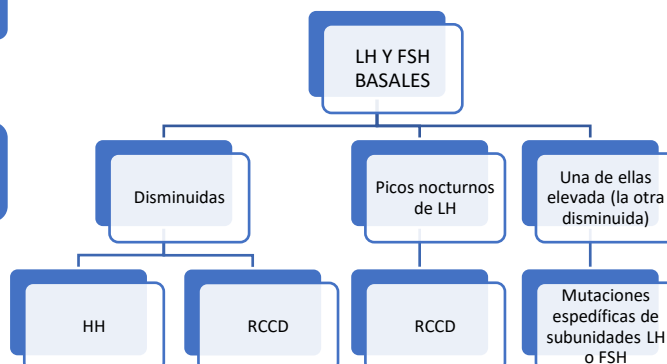 LH Y FSH
BASALES
Disminuidas
Picos nocturnos
de LH
Una de ellas
elevada (la otra
disminuida)
HH
RCCD
RCCD
Mutaciones
espedíficas de
subunidades LH
o FSH